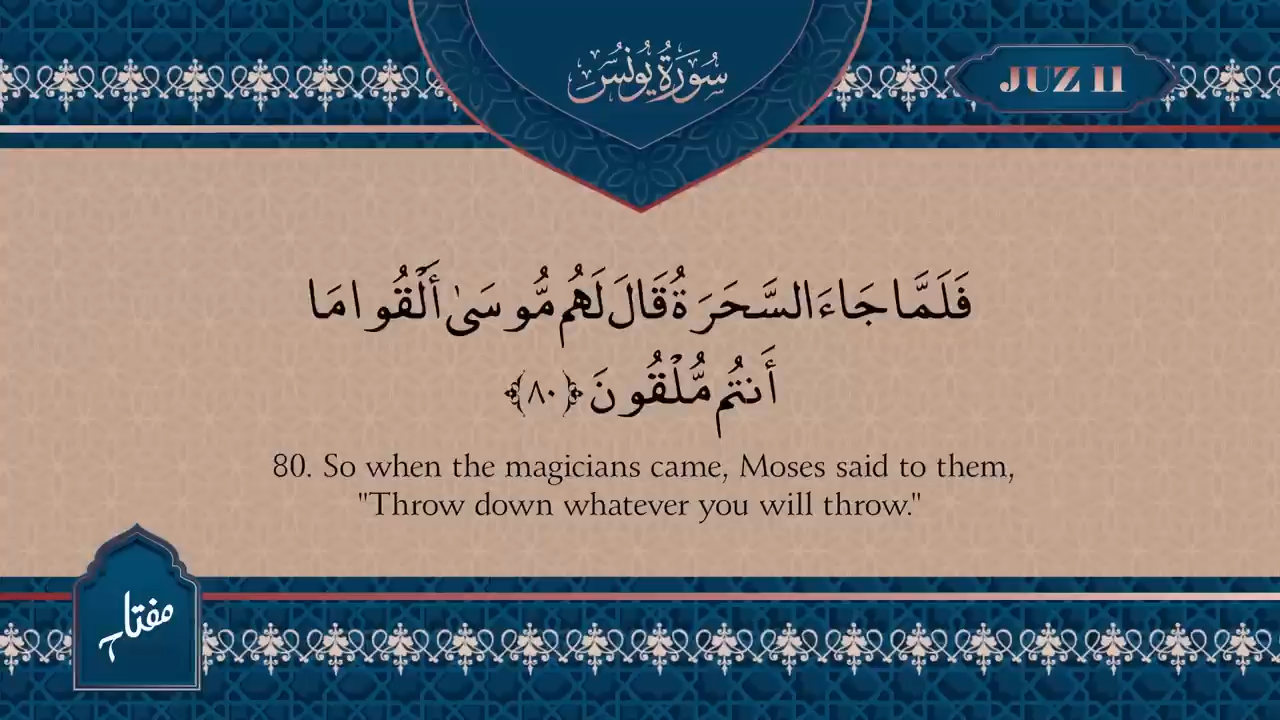 سُورَةُ يُونُسَ
JUZ 11
فَلَمَّا جَاءَ السَّحَرَةُ قَالَ لَهُم مُّوسَىٰ أَلْقُوا مَا
أَنتُم مُّلْقُونَ ﴿٨٠﴾
80. So when the magicians came, Moses said to them,
"Throw down whatever you will throw."
مفتاح